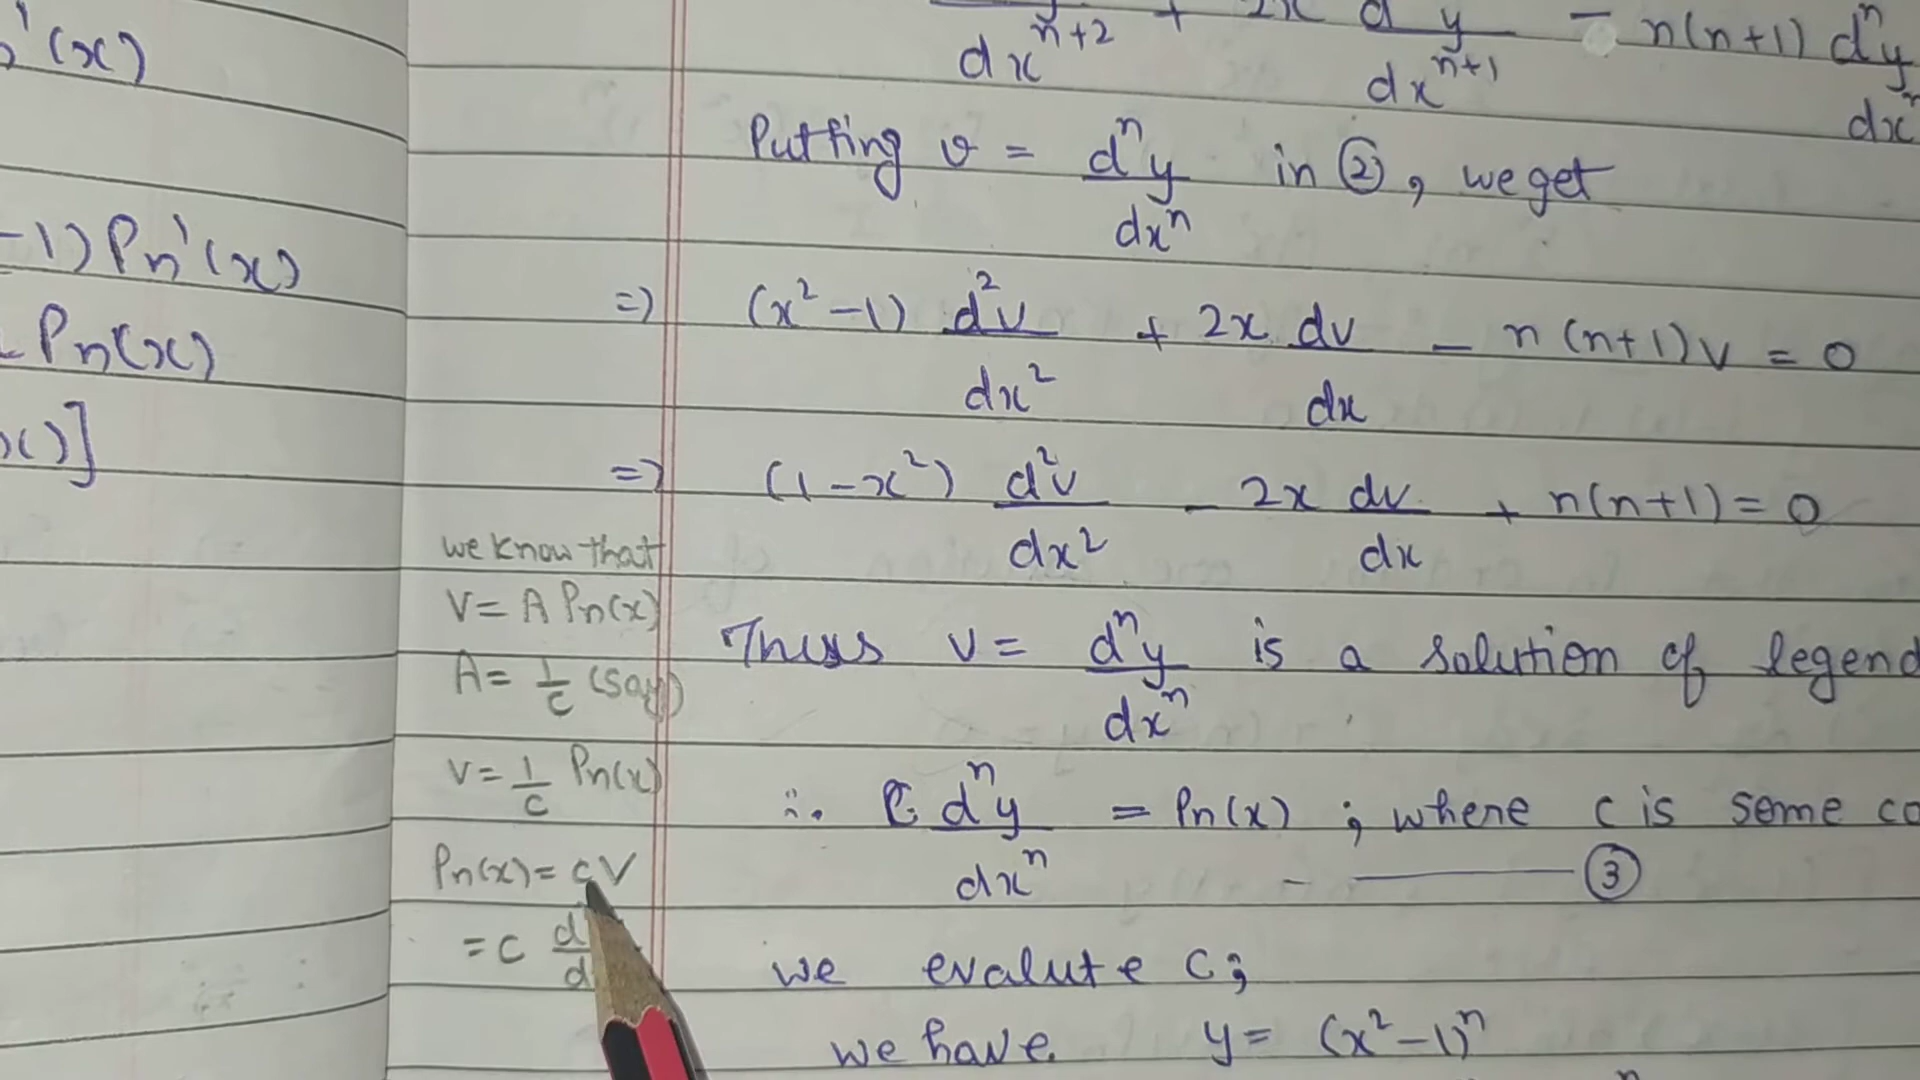 '(x)
-1) Pn'(x)
Pn(x)
x)]
dx^(n+2) + 2x d y / dx^(n+1) - n(n+1) d^n y / dx
Putting v = d^n y / dx^n in ②, we get
=) (x² -1) d²v / dx² + 2x dv / dx - n (n+1) v = 0
=) (1-x²) d²v / dx² - 2x dv / dx + n(n+1) = 0
we know that
V = A Pn(x)
A = 1/c (say)
V = 1/c Pn(x)
Pn(x) = cV
= c d / d
Thus v = d^n y / dx^n is a solution of legend
∴ C d^n y / dx^n = Pn(x) ; where c is some co
- ——— ③
we evalute c;
we have y = (x² -1)^n